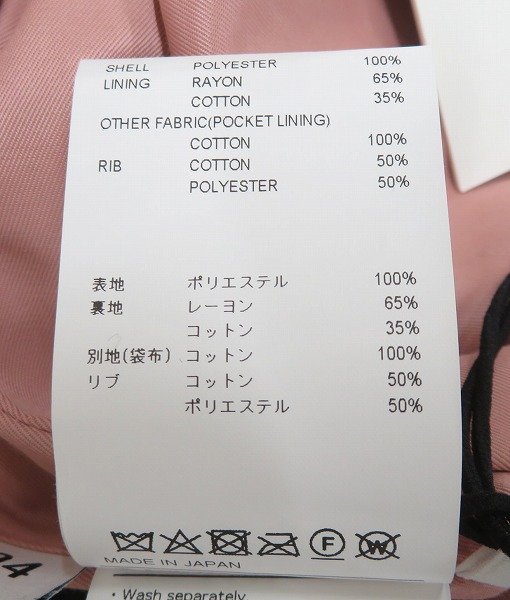 SHELL POLYESTER 100%
LINING RAYON 65%
COTTON 35%
OTHER FABRIC(POCKET LINING)
COTTON 100%
RIB COTTON 50%
POLYESTER 50%
表地 ポリエステル 100%
裏地 レーヨン 65%
コットン 35%
別地(袋布) コットン 100%
リブ コットン 50%
ポリエステル 50%
F W
MADE IN JAPAN
94
・Wash separately